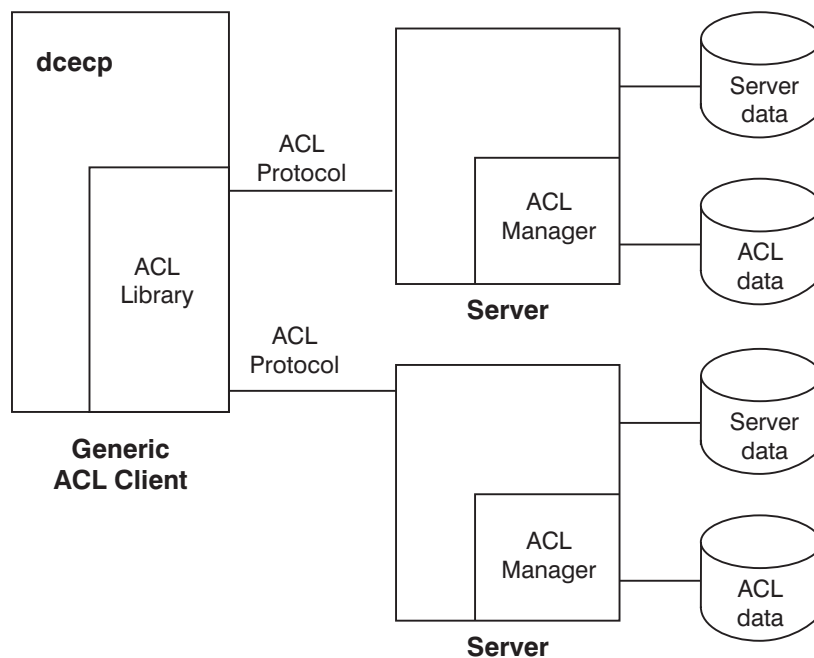 dcecp
ACL
Library
Generic
ACL Client
ACL
Protocol
ACL
Protocol
ACL
Manager
Server
Server
data
ACL
data
ACL
Manager
Server
Server
data
ACL
data